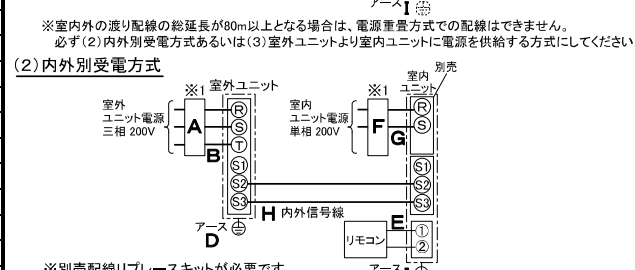 アース I
※室内外の渡り配線の総延長が80m以上となる場合は、電源重畳方式での配線はできません。
必ず(2)内外別受電方式あるいは(3)室外ユニットより室内ユニットに電源を供給する方式にしてください
(2)内外別受電方式
※1 室外ユニット
※1 室内ユニット 別売
室外
ユニット電源
三相 200V
A
B
R
S
T
S1
S2
S3
室内
ユニット電源
単相 200V
F
G
R
S
S1
S2
S3
H 内外信号線
アース
D
リモコン
E
①
②
アース
※別売配線リプレースキットが必要です